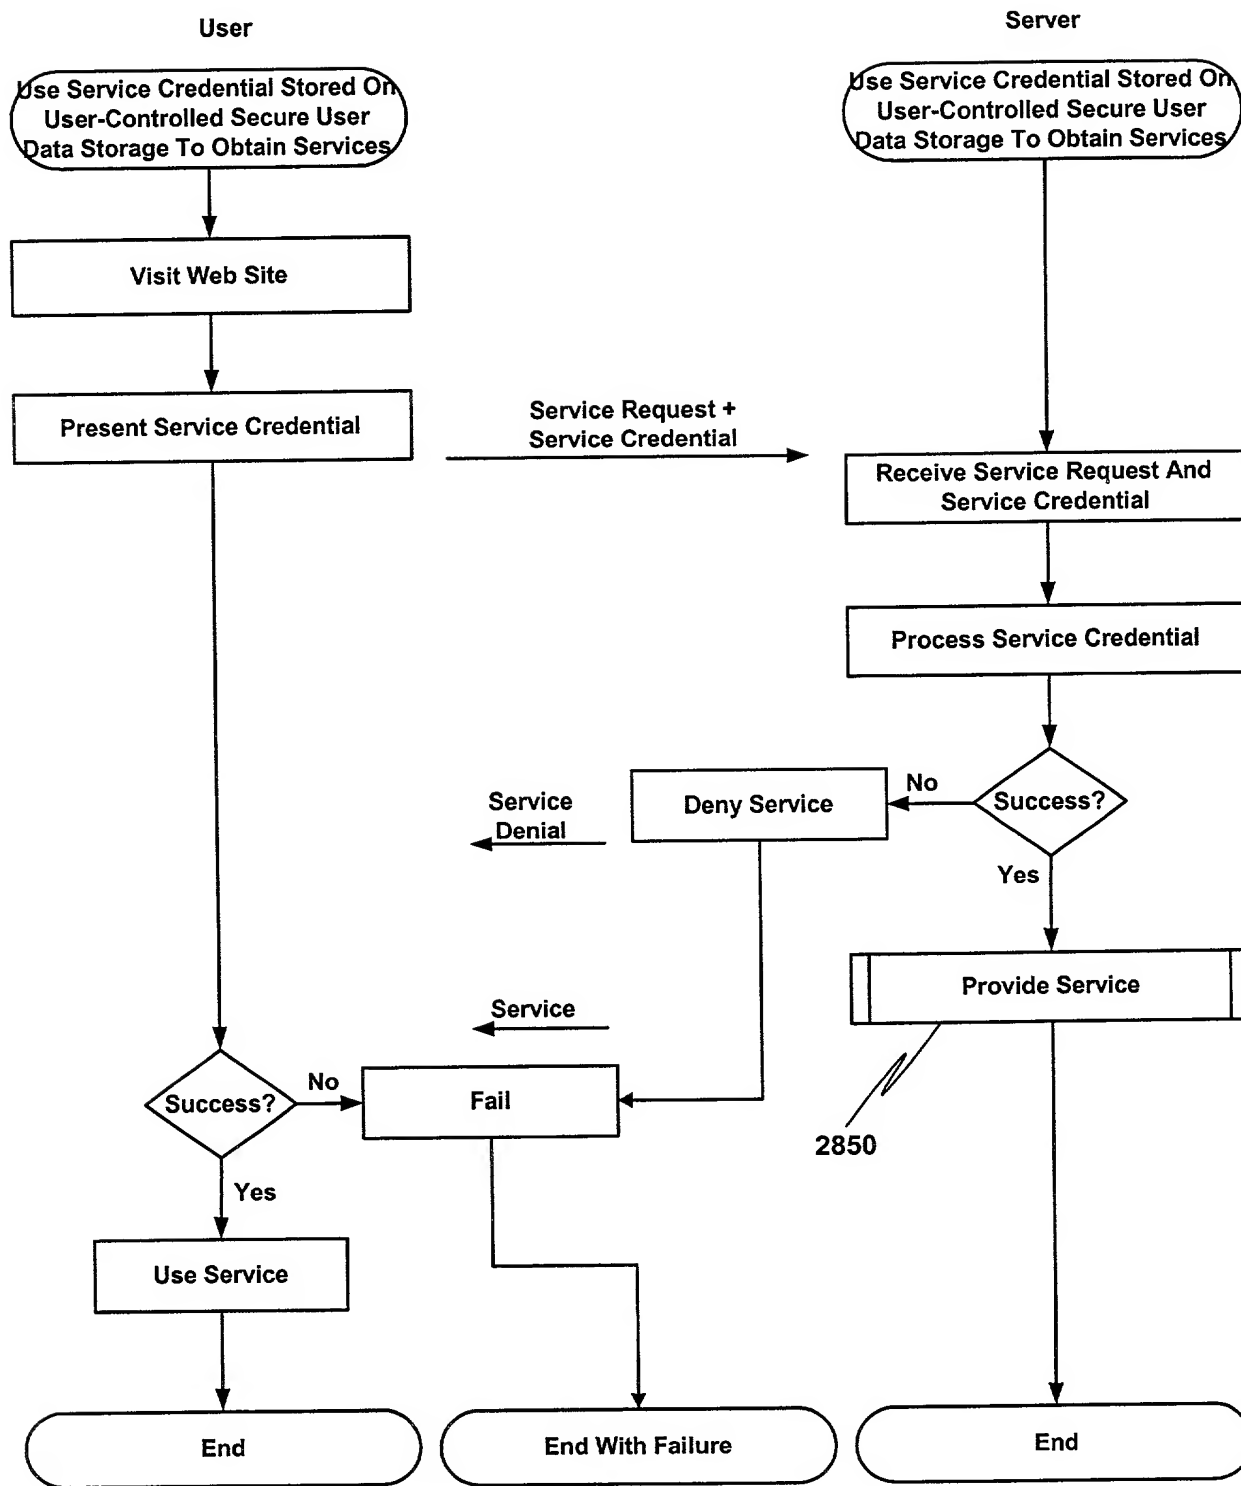 User
Server
Use Service Credential Stored On
User-Controlled Secure User
Data Storage To Obtain Services
Use Service Credential Stored On
User-Controlled Secure User
Data Storage To Obtain Services
Visit Web Site
Present Service Credential
Service Request +
Service Credential
Receive Service Request And
Service Credential
Process Service Credential
Success?
No
Deny Service
Service
Denial
Yes
Provide Service
2850
Service
Success?
No
Fail
Yes
Use Service
End
End With Failure
End